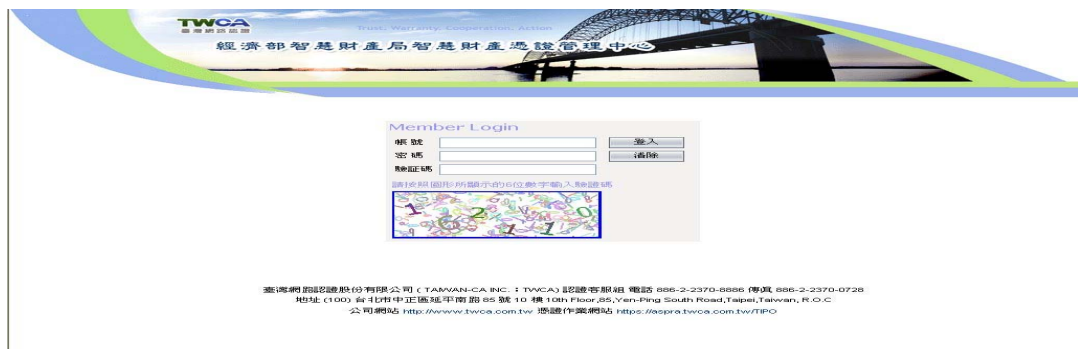 TWCA
臺灣網路認證
Trust, Warranty, Cooperation, Action
經濟部智慧財產局智慧財產憑證管理中心
Member Login
帳號 登入
密碼 清除
驗証碼
請按照圖形所顯示的6位數字輸入驗證碼
臺灣網路認證股份有限公司 ( TAIWAN-CA INC. : TWCA) 認證客服組 電話 886-2-2370-8886 傳真 886-2-2370-0728
地址 (100) 台北市中正區延平南路 85 號 10 樓 10th Floor,85,Yen-Ping South Road,Taipei,Taiwan, R.O.C
公司網站 http://www.twca.com.tw 憑證作業網站 https://aspra.twca.com.tw/TIPO